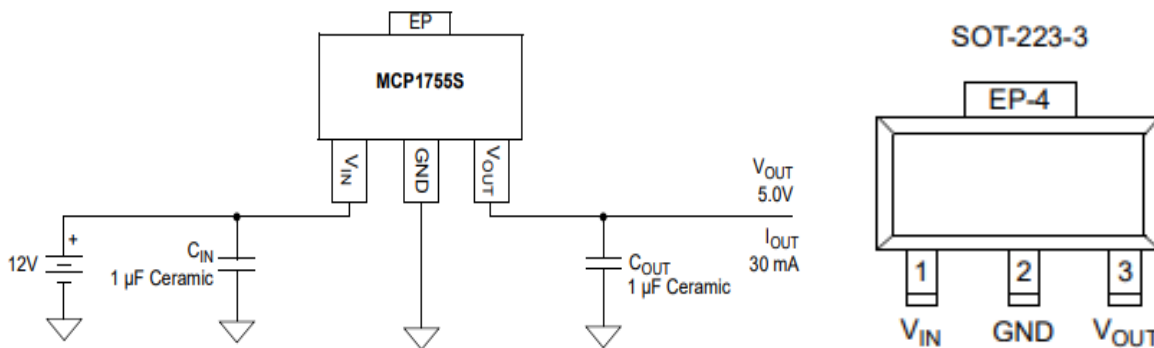 EP
MCP1755S
VIN
GND
VOUT
12V
+
CIN
1 µF Ceramic
COUT
1 µF Ceramic
VOUT
5.0V
IOUT
30 mA
SOT-223-3
EP-4
1
2
3
VIN
GND
VOUT